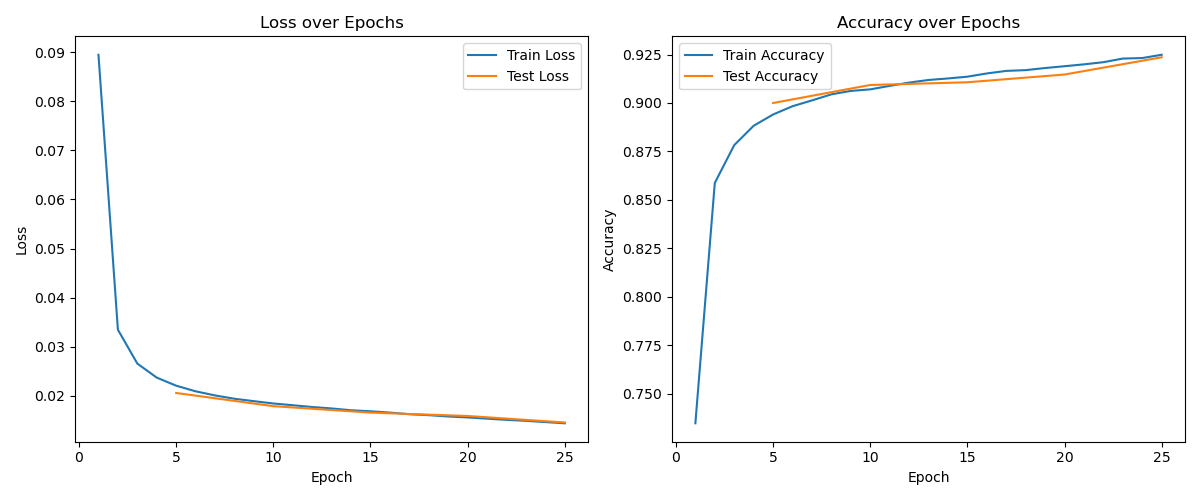 Loss over Epochs
Train Loss
Test Loss
0.09
0.08
0.07
0.06
0.05
0.04
0.03
0.02
Loss
0 5 10 15 20 25
Epoch
Accuracy over Epochs
Train Accuracy
Test Accuracy
0.925
0.900
0.875
0.850
0.825
0.800
0.775
0.750
Accuracy
0 5 10 15 20 25
Epoch